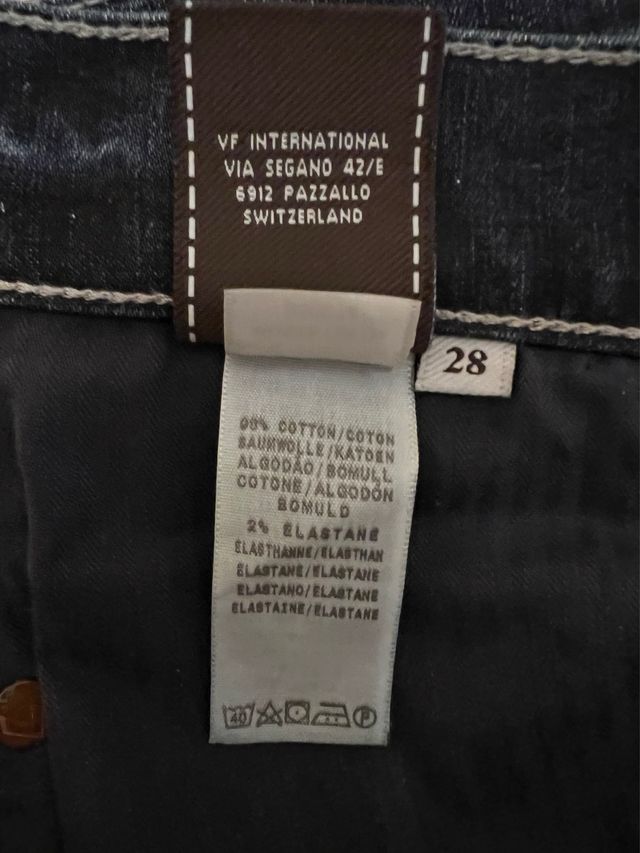 VF INTERNATIONAL
VIA SEGANO 42/E
6912 PAZZALLO
SWITZERLAND
28
98% COTTON/COTON
BAUMWOLLE/KATOEN
ALGODÃO/BOMULL
COTONE/ALGODÓN
BOMULD
2% ELASTANE
ELASTHANNE/ELASTHAN
ELASTANE/ELASTANE
ELASTANO/ELASTANE
ELASTAINE/ELASTANE
40 P